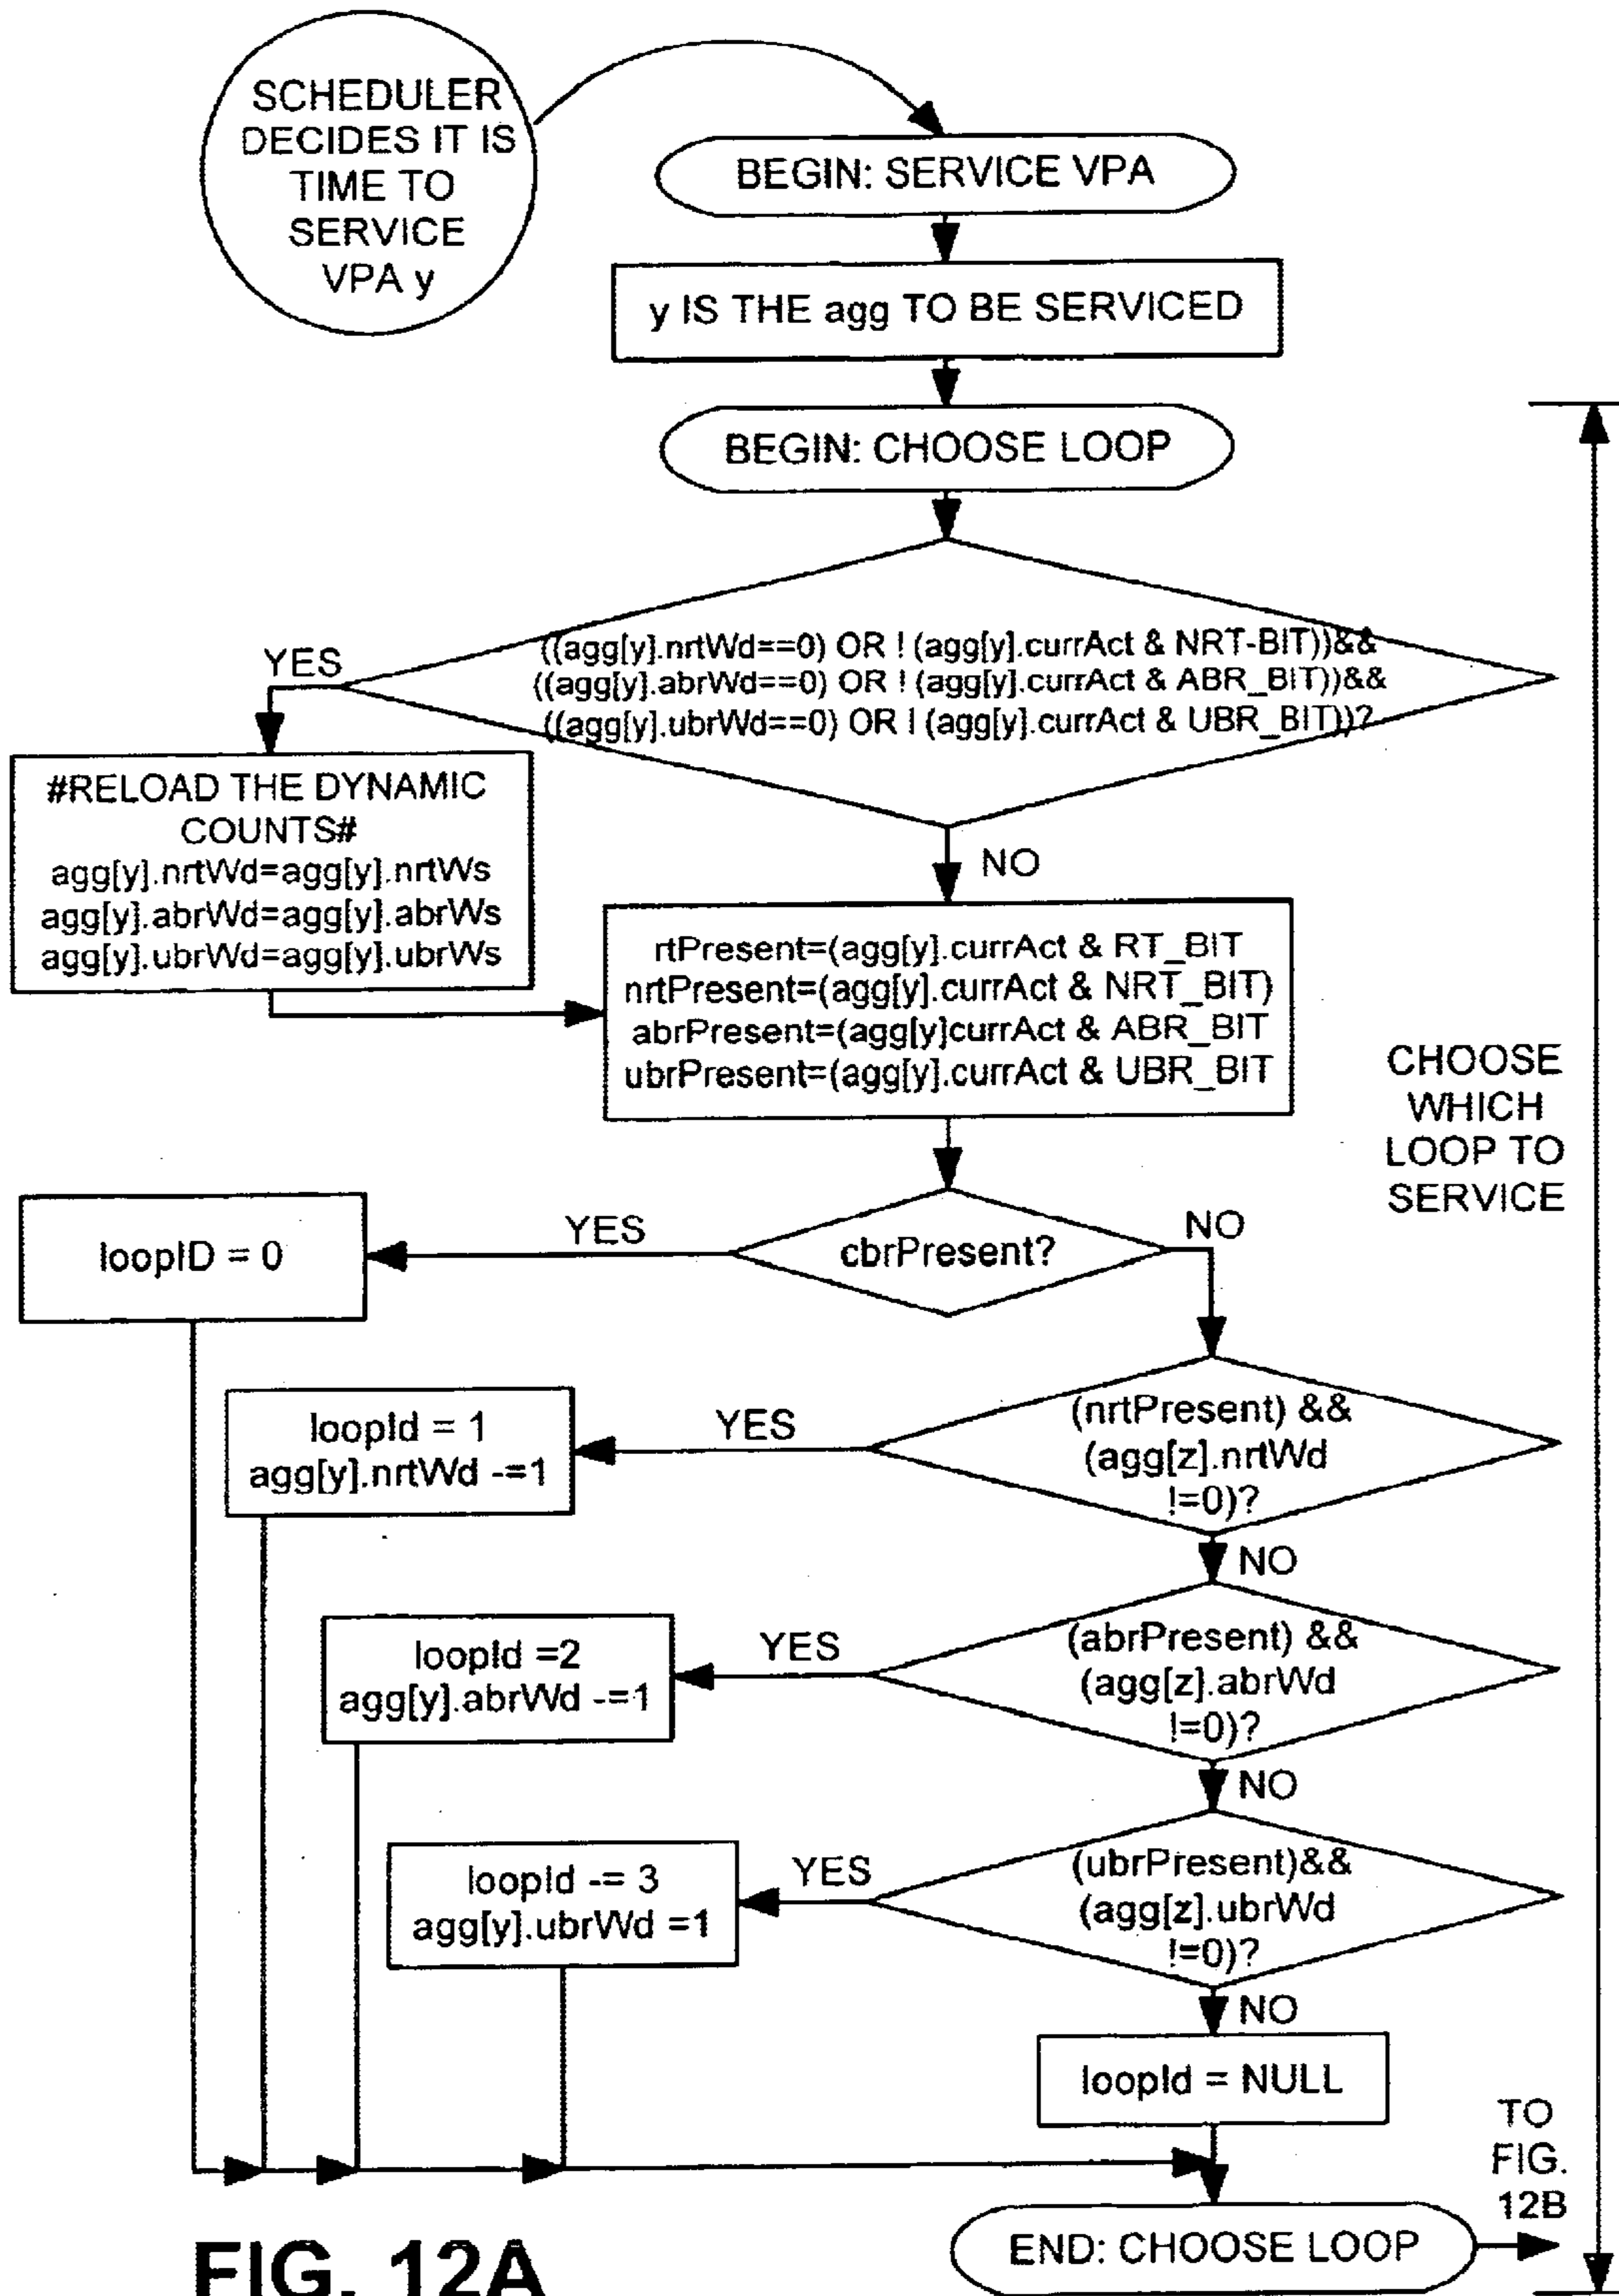 SCHEDULER
DECIDES IT IS
TIME TO
SERVICE
VPA y
BEGIN: SERVICE VPA
y IS THE agg TO BE SERVICED
BEGIN: CHOOSE LOOP
((agg[y].nrtWd==0) OR ! (agg[y].currAct & NRT-BIT))&&
((agg[y].abrWd==0) OR ! (agg[y].currAct & ABR_BIT))&&
((agg[y].ubrWd==0) OR ! (agg[y].currAct & UBR_BIT))?
YES
#RELOAD THE DYNAMIC
COUNTS#
agg[y].nrtWd=agg[y].nrtWs
agg[y].abrWd=agg[y].abrWs
agg[y].ubrWd=agg[y].ubrWs
NO
rtPresent=(agg[y].currAct & RT_BIT
nrtPresent=(agg[y].currAct & NRT_BIT)
abrPresent=(agg[y]currAct & ABR_BIT
ubrPresent=(agg[y].currAct & UBR_BIT
CHOOSE
WHICH
LOOP TO
SERVICE
cbrPresent?
YES
NO
loopID = 0
(nrtPresent) &&
(agg[z].nrtWd
!=0)?
YES
loopId = 1
agg[y].nrtWd -=1
NO
(abrPresent) &&
(agg[z].abrWd
!=0)?
YES
loopId =2
agg[y].abrWd -=1
NO
(ubrPresent)&&
(agg[z].ubrWd
!=0)?
YES
loopId -= 3
agg[y].ubrWd =1
NO
loopId = NULL
TO
FIG.
12B
END: CHOOSE LOOP
FIG. 12A